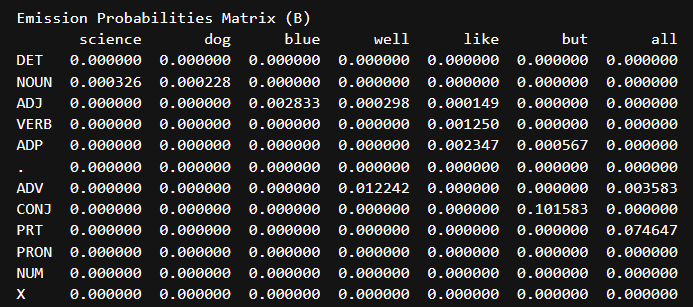 Emission Probabilities Matrix (B)
science dog blue well like but all
DET 0.000000 0.000000 0.000000 0.000000 0.000000 0.000000 0.000000
NOUN 0.000326 0.000228 0.000000 0.000000 0.000000 0.000000 0.000000
ADJ 0.000000 0.000000 0.002833 0.000298 0.000149 0.000000 0.000000
VERB 0.000000 0.000000 0.000000 0.000000 0.001250 0.000000 0.000000
ADP 0.000000 0.000000 0.000000 0.000000 0.002347 0.000567 0.000000
. 0.000000 0.000000 0.000000 0.000000 0.000000 0.000000 0.000000
ADV 0.000000 0.000000 0.000000 0.012242 0.000000 0.000000 0.003583
CONJ 0.000000 0.000000 0.000000 0.000000 0.000000 0.101583 0.000000
PRT 0.000000 0.000000 0.000000 0.000000 0.000000 0.000000 0.074647
PRON 0.000000 0.000000 0.000000 0.000000 0.000000 0.000000 0.000000
NUM 0.000000 0.000000 0.000000 0.000000 0.000000 0.000000 0.000000
X 0.000000 0.000000 0.000000 0.000000 0.000000 0.000000 0.000000